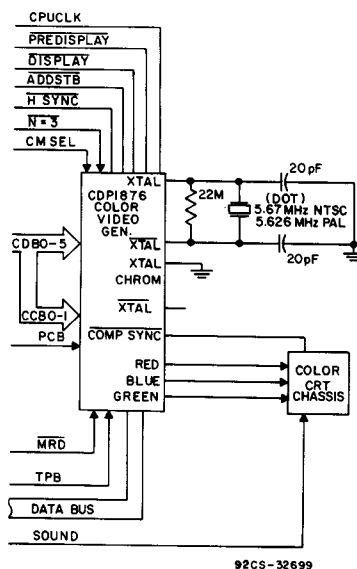 CPUCLK
PREDISPLAY
DISPLAY
ADDSTB
H SYNC
N=3
CM SEL
XTAL
CDP1876
COLOR
VIDEO
GEN.
XTAL
XTAL
CHROM
XTAL
COMP SYNC
RED
BLUE
GREEN
22M
20pF
(DOT)
5.67 MHz NTSC
5.626 MHz PAL
20pF
CDB0-5
CCB0-1
PCB
COLOR
CRT
CHASSIS
MRD
TPB
DATA BUS
SOUND
92CS-32699